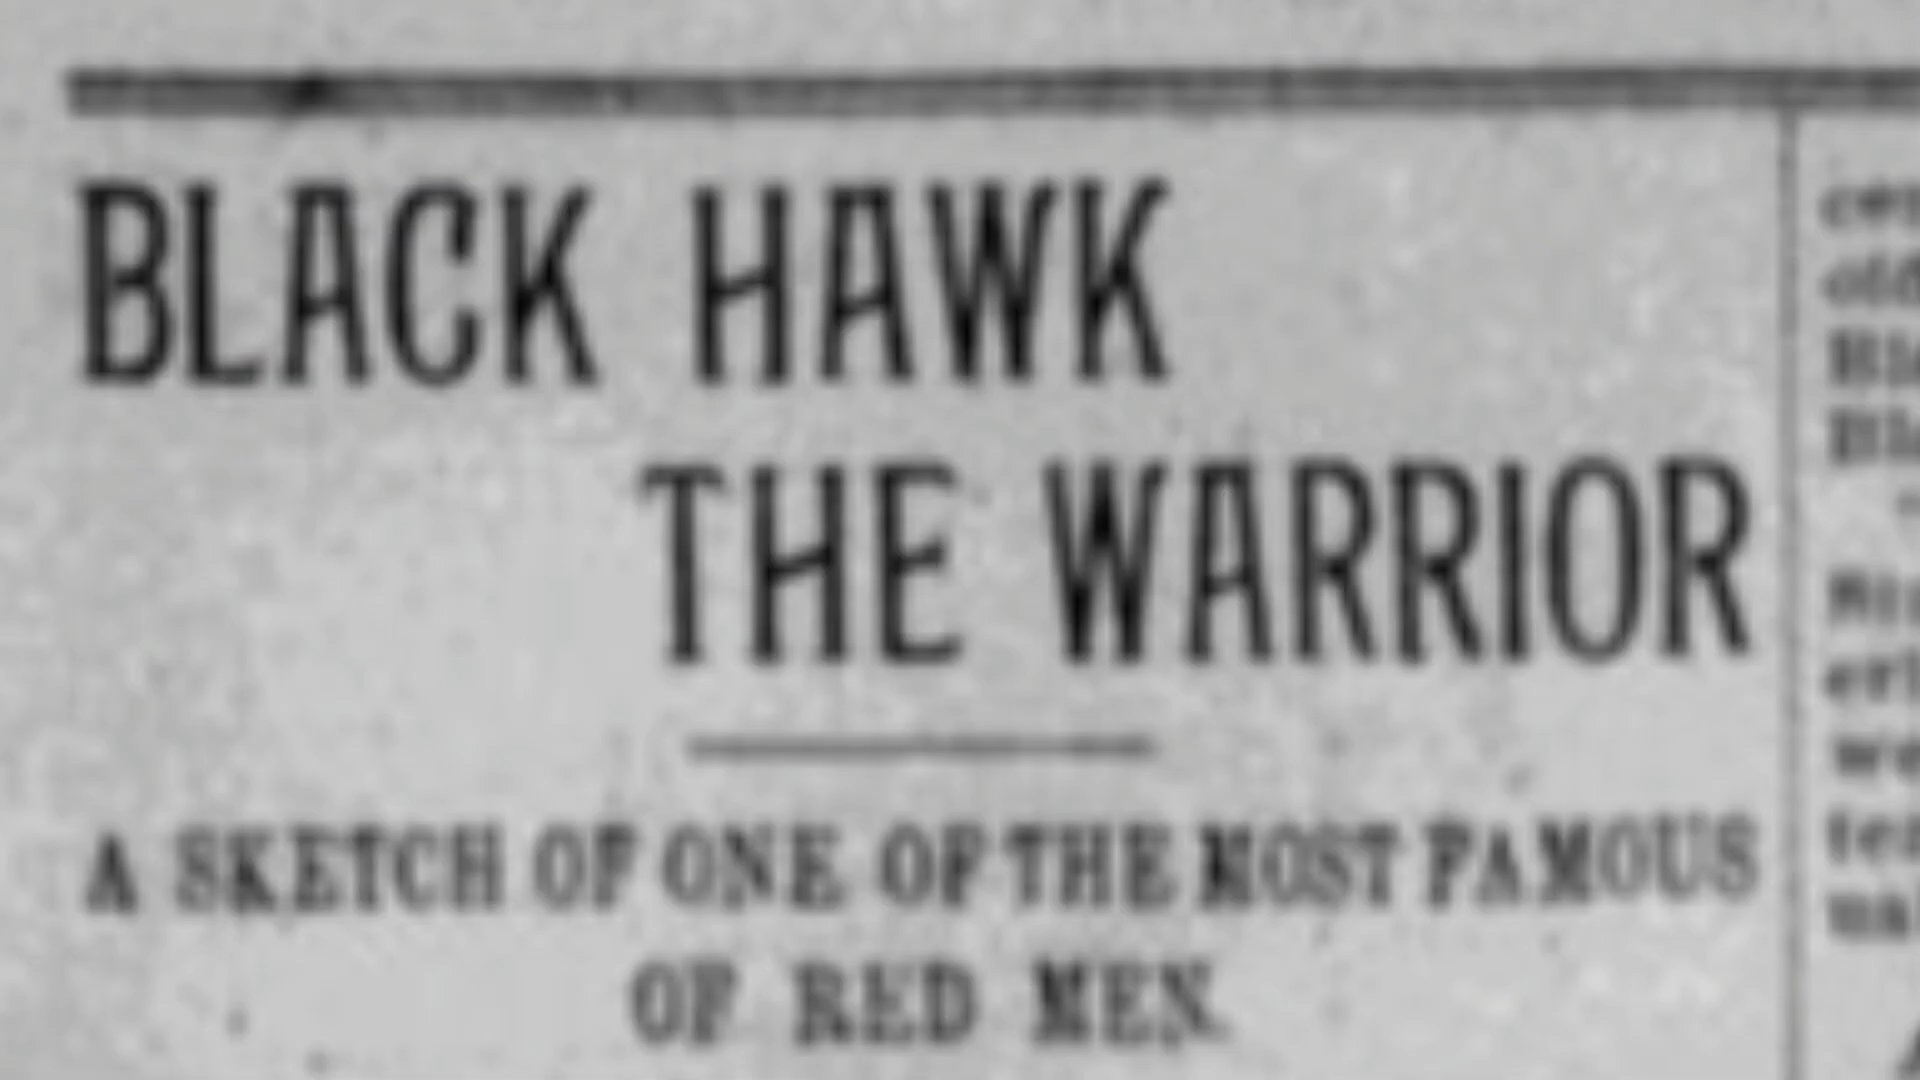 BLACK HAWK
THE WARRIOR
A SKETCH OF ONE OF THE MOST FAMOUS
OF RED MEN.